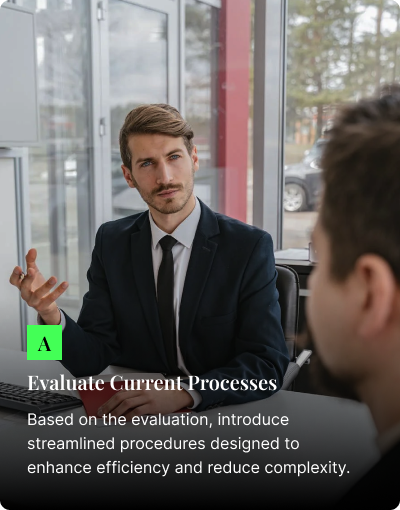 A
Evaluate Current Processes
Based on the evaluation, introduce
streamlined procedures designed to
enhance efficiency and reduce complexity.